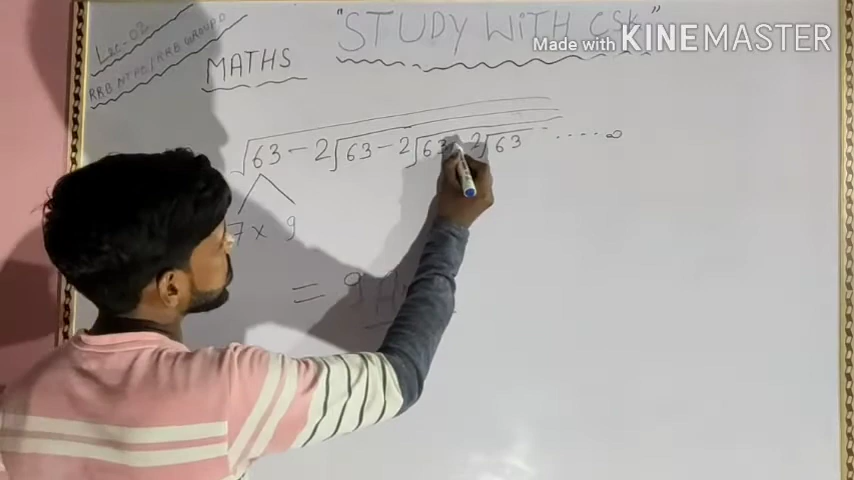 Lec-02
RRB NTPC/RRB GROUP D
MATHS
"STUDY WiTH CSK"
Made with KINEMASTER
√63 - 2√63 - 2√63 - 2√63 ..... ∞
7 × 9
= 9